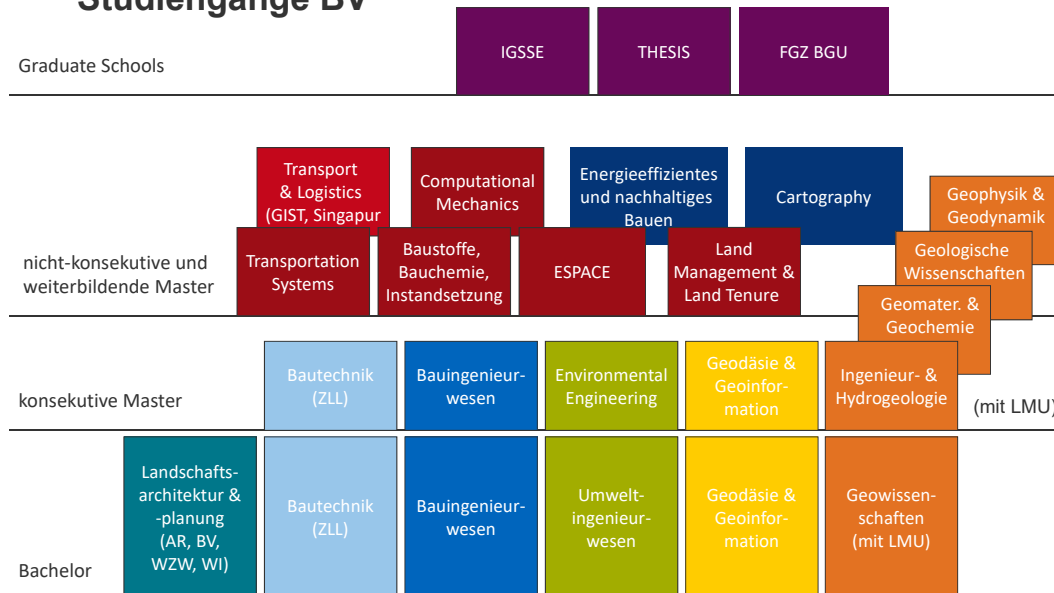 Studiengänge BV
Graduate Schools
IGSSE
THESIS
FGZ BGU
nicht-konsekutive und
weiterbildende Master
Transport
& Logistics
(GIST, Singapur
Computational
Mechanics
Energieeffizientes
und nachhaltiges
Bauen
Cartography
Geophysik &
Geodynamik
Transportation
Systems
Baustoffe,
Bauchemie,
Instandsetzung
ESPACE
Land
Management &
Land Tenure
Geologische
Wissenschaften
Geomater. &
Geochemie
konsekutive Master
Bautechnik
(ZLL)
Bauingenieur-
wesen
Environmental
Engineering
Geodäsie &
Geoinfor-
mation
Ingenieur- &
Hydrogeologie
(mit LMU)
Bachelor
Landschafts-
architektur &
-planung
(AR, BV,
WZW, WI)
Bautechnik
(ZLL)
Bauingenieur-
wesen
Umwelt-
ingenieur-
wesen
Geodäsie &
Geoinfor-
mation
Geowissen-
schaften
(mit LMU)